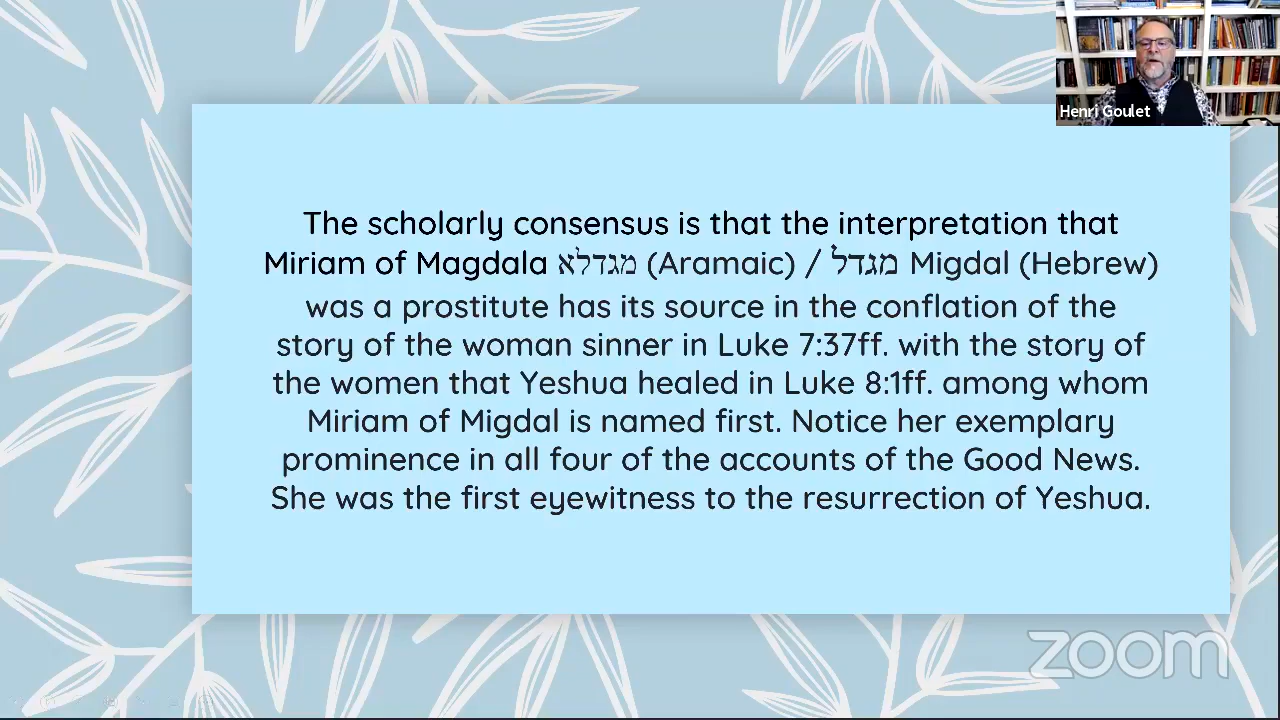 Henri Goulet
The scholarly consensus is that the interpretation that
Miriam of Magdala מגדלא (Aramaic) / מגדל Migdal (Hebrew)
was a prostitute has its source in the conflation of the
story of the woman sinner in Luke 7:37ff. with the story of
the women that Yeshua healed in Luke 8:1ff. among whom
Miriam of Migdal is named first. Notice her exemplary
prominence in all four of the accounts of the Good News.
She was the first eyewitness to the resurrection of Yeshua.
zoom